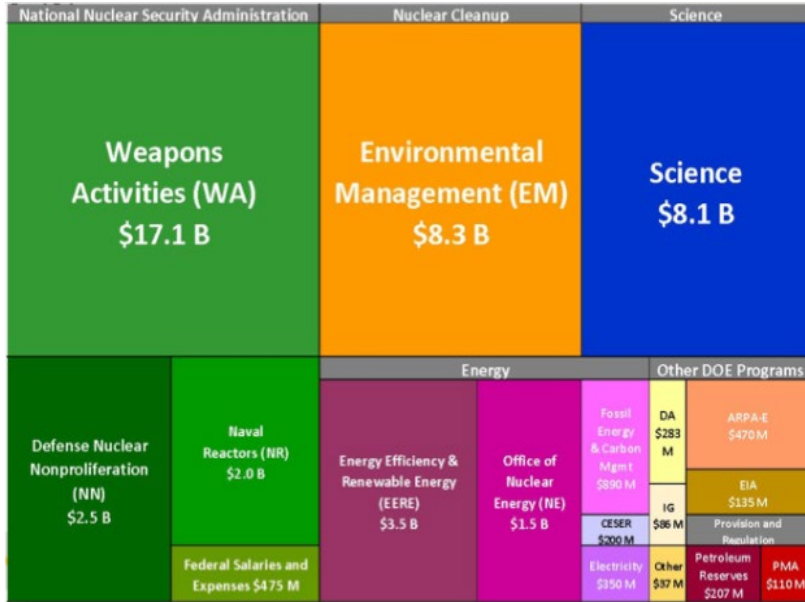 National Nuclear Security Administration
Nuclear Cleanup
Science
Weapons
Activities (WA)
$17.1 B
Environmental
Management (EM)
$8.3 B
Science
$8.1 B
Energy
Other DOE Programs
Defense Nuclear
Nonproliferation
(NN)
$2.5 B
Naval
Reactors (NR)
$2.0 B
Federal Salaries and
Expenses $475 M
Energy Efficiency &
Renewable Energy
(EERE)
$3.5 B
Office of
Nuclear
Energy (NE)
$1.5 B
Fossil
Energy
& Carbon
Mgmt
$890 M
CESER
$200 M
Electricity
$350 M
DA
$283
M
IG
$86 M
Other
$37 M
ARPA-E
$470 M
EIA
$135 M
Provision and
Regulation
Petroleum
Reserves
$207 M
PMA
$110 M